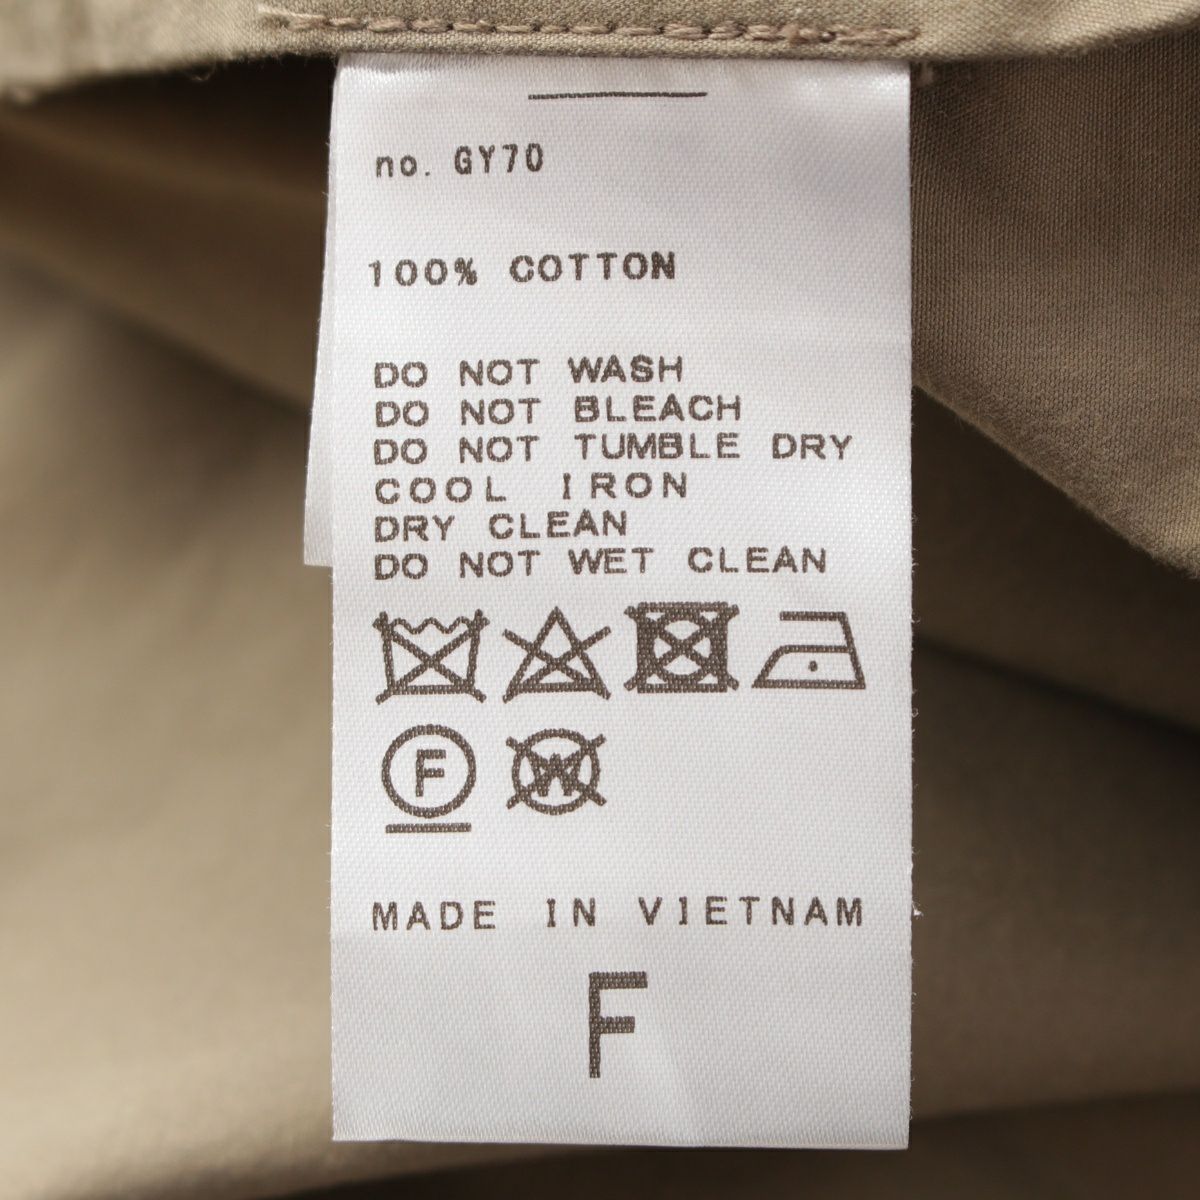 no. GY70
100% COTTON
DO NOT WASH
DO NOT BLEACH
DO NOT TUMBLE DRY
COOL IRON
DRY CLEAN
DO NOT WET CLEAN
F W
MADE IN VIETNAM
F